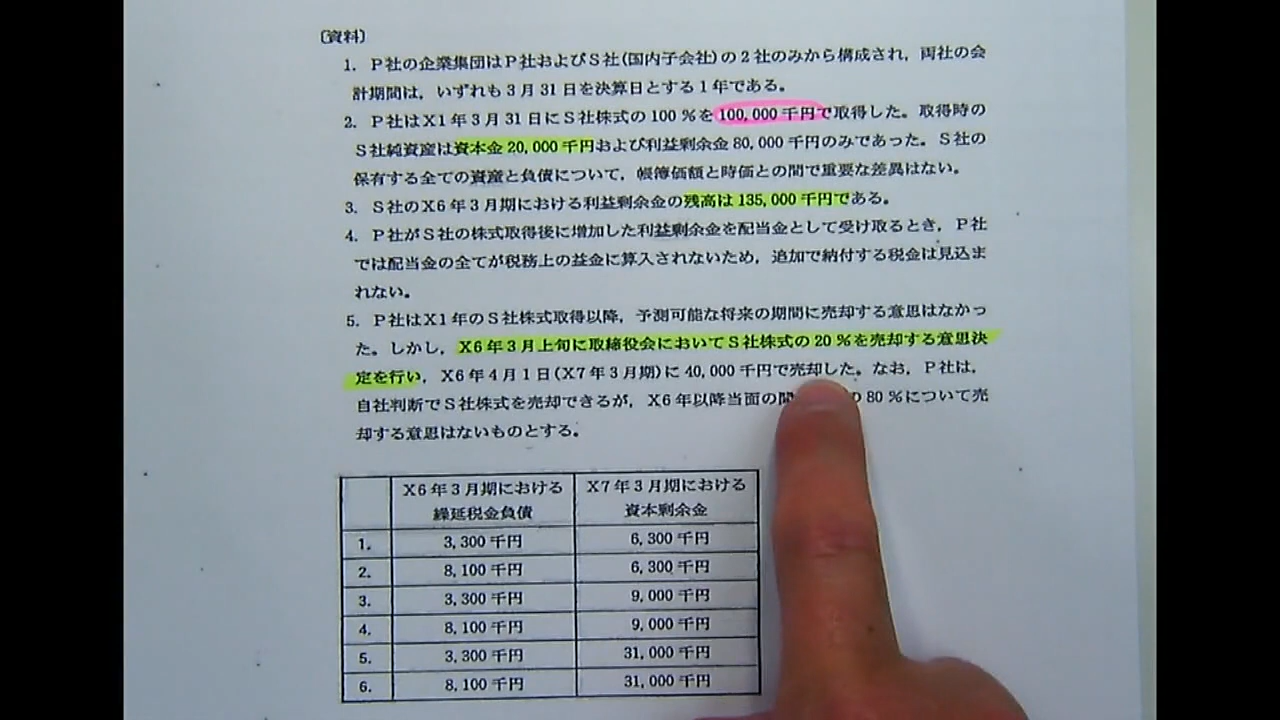 〔資料〕
1. P社の企業集団はP社およびS社(国内子会社)の2社のみから構成され，両社の会
計期間は，いずれも3月31日を決算日とする1年である。
2. P社はX1年3月31日にS社株式の100％を100,000千円で取得した。取得時の
S社純資産は資本金20,000千円および利益剰余金80,000千円のみであった。S社の
保有する全ての資産と負債について，帳簿価額と時価との間で重要な差異はない。
3. S社のX6年3月期における利益剰余金の残高は135,000千円である。
4. P社がS社の株式取得後に増加した利益剰余金を配当金として受け取るとき，P社
では配当金の全てが税務上の益金に算入されないため，追加で納付する税金は見込ま
れない。
5. P社はX1年のS社株式取得以降，予測可能な将来の期間に売却する意思はなかっ
た。しかし，X6年3月上旬に取締役会においてS社株式の20％を売却する意思決
定を行い，X6年4月1日(X7年3月期)に40,000千円で売却した。なお，P社は，
自社判断でS社株式を売却できるが，X6年以降当面の の80％について売
却する意思はないものとする。
X6年3月期における X7年3月期における
繰延税金負債 資本剰余金
1. 3,300千円 6,300千円
2. 8,100千円 6,300千円
3. 3,300千円 9,000千円
4. 8,100千円 9,000千円
5. 3,300千円 31,000千円
6. 8,100千円 31,000千円